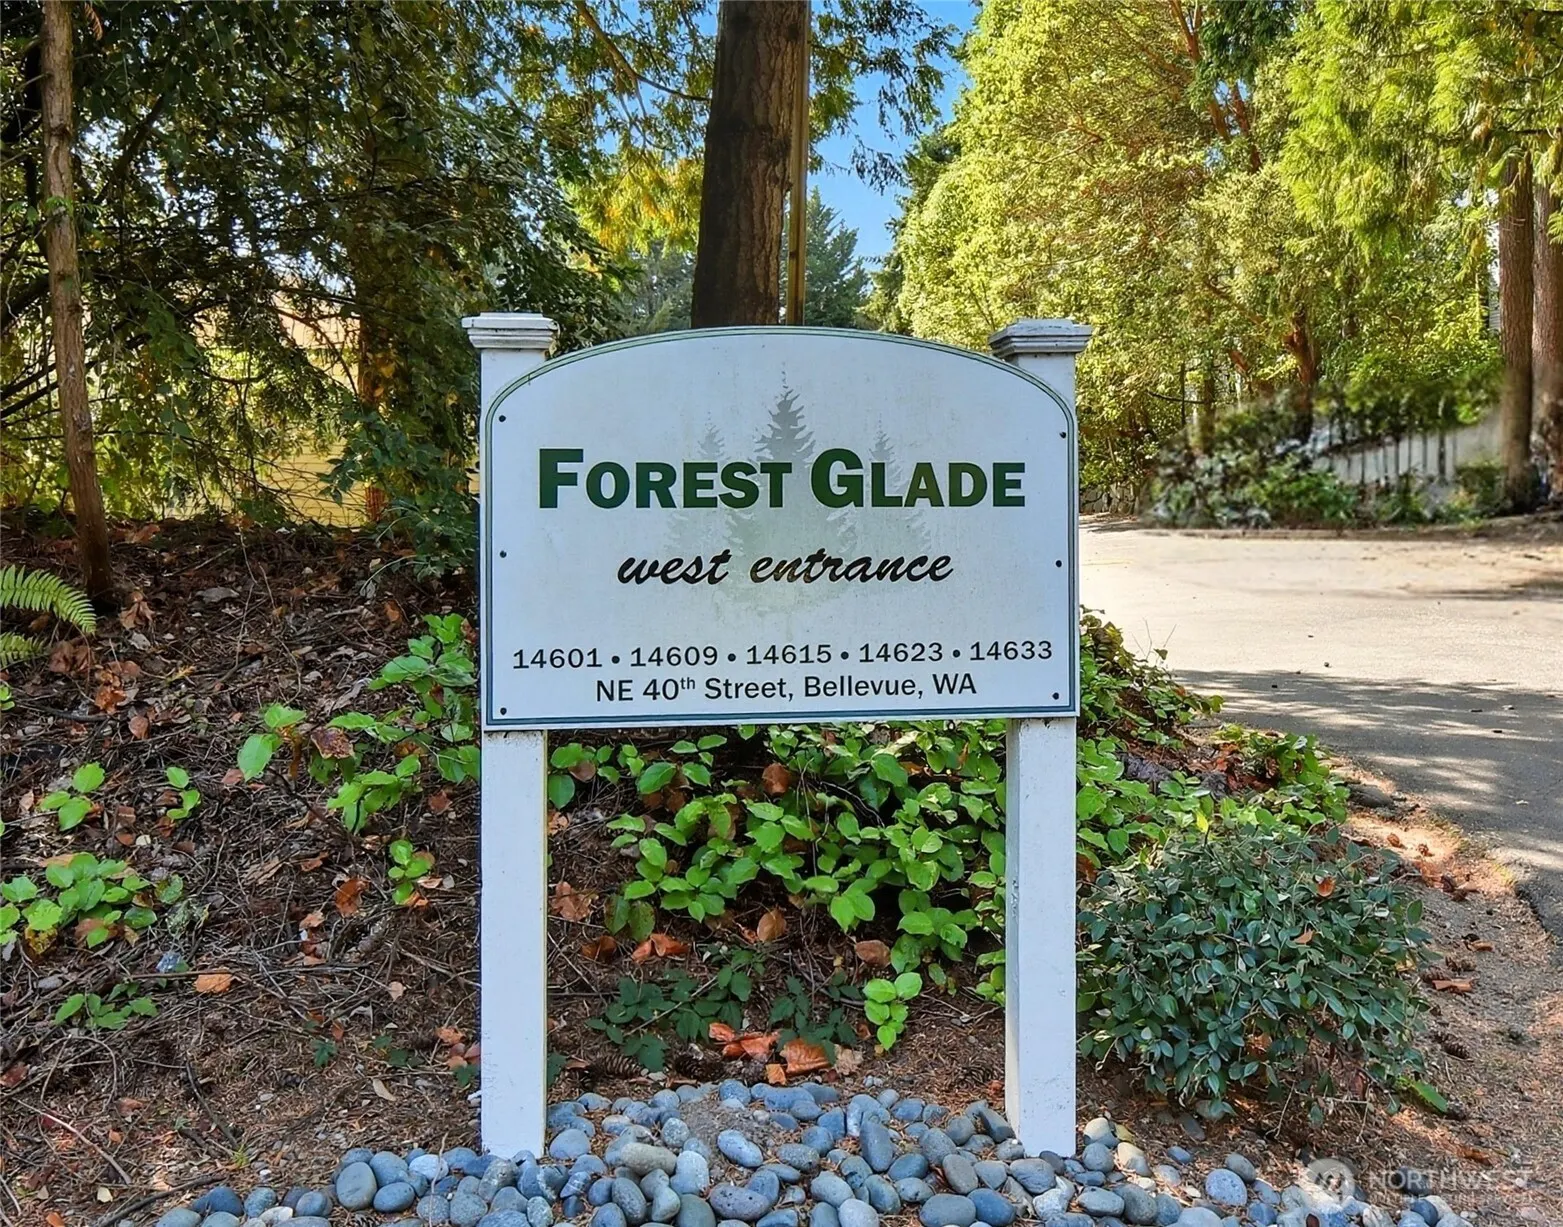 FOREST GLADE
west entrance
14601 • 14609 • 14615 • 14623 • 14633
NE 40th Street, Bellevue, WA
NORTHWEST